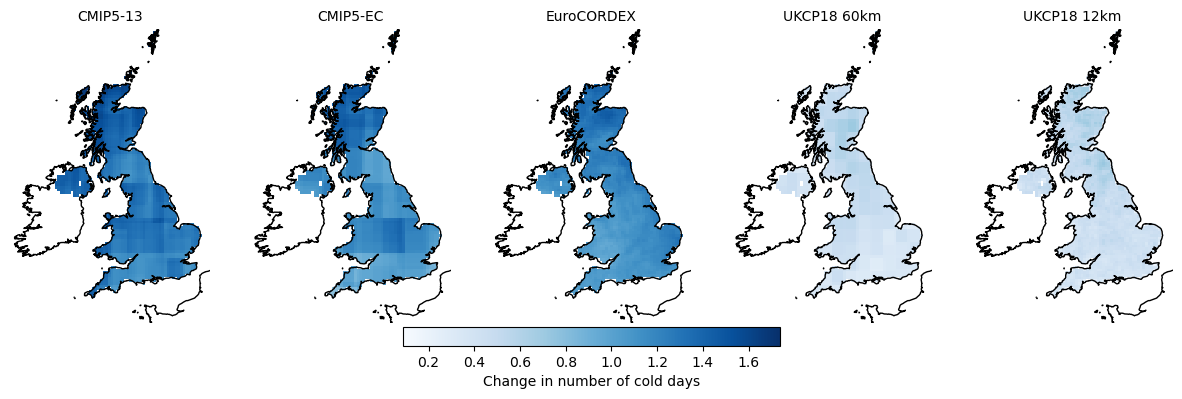 CMIP5-13 CMIP5-EC EuroCORDEX UKCP18 60km UKCP18 12km
0.2 0.4 0.6 0.8 1.0 1.2 1.4 1.6
Change in number of cold days